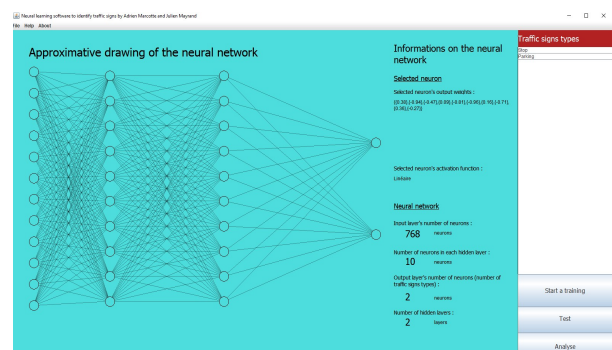 Neural learning software to identify traffic signs by Adrien Marcotte and Julien Mayrand
File Help About
Approximative drawing of the neural network
Informations on the neural
network
Selected neuron
Selected neuron's output weights :
Selected neuron's activation function :
Linéaire
Neural network
Input layer's number of neurons :
768 neurons
Number of neurons in each hidden layer :
10 neurons
Output layer's number of neurons (number of
traffic signs types) :
2 neurons
Number of hidden layers :
2 layers
Traffic signs types
Stop
Parking
Start a training
Test
Analyse